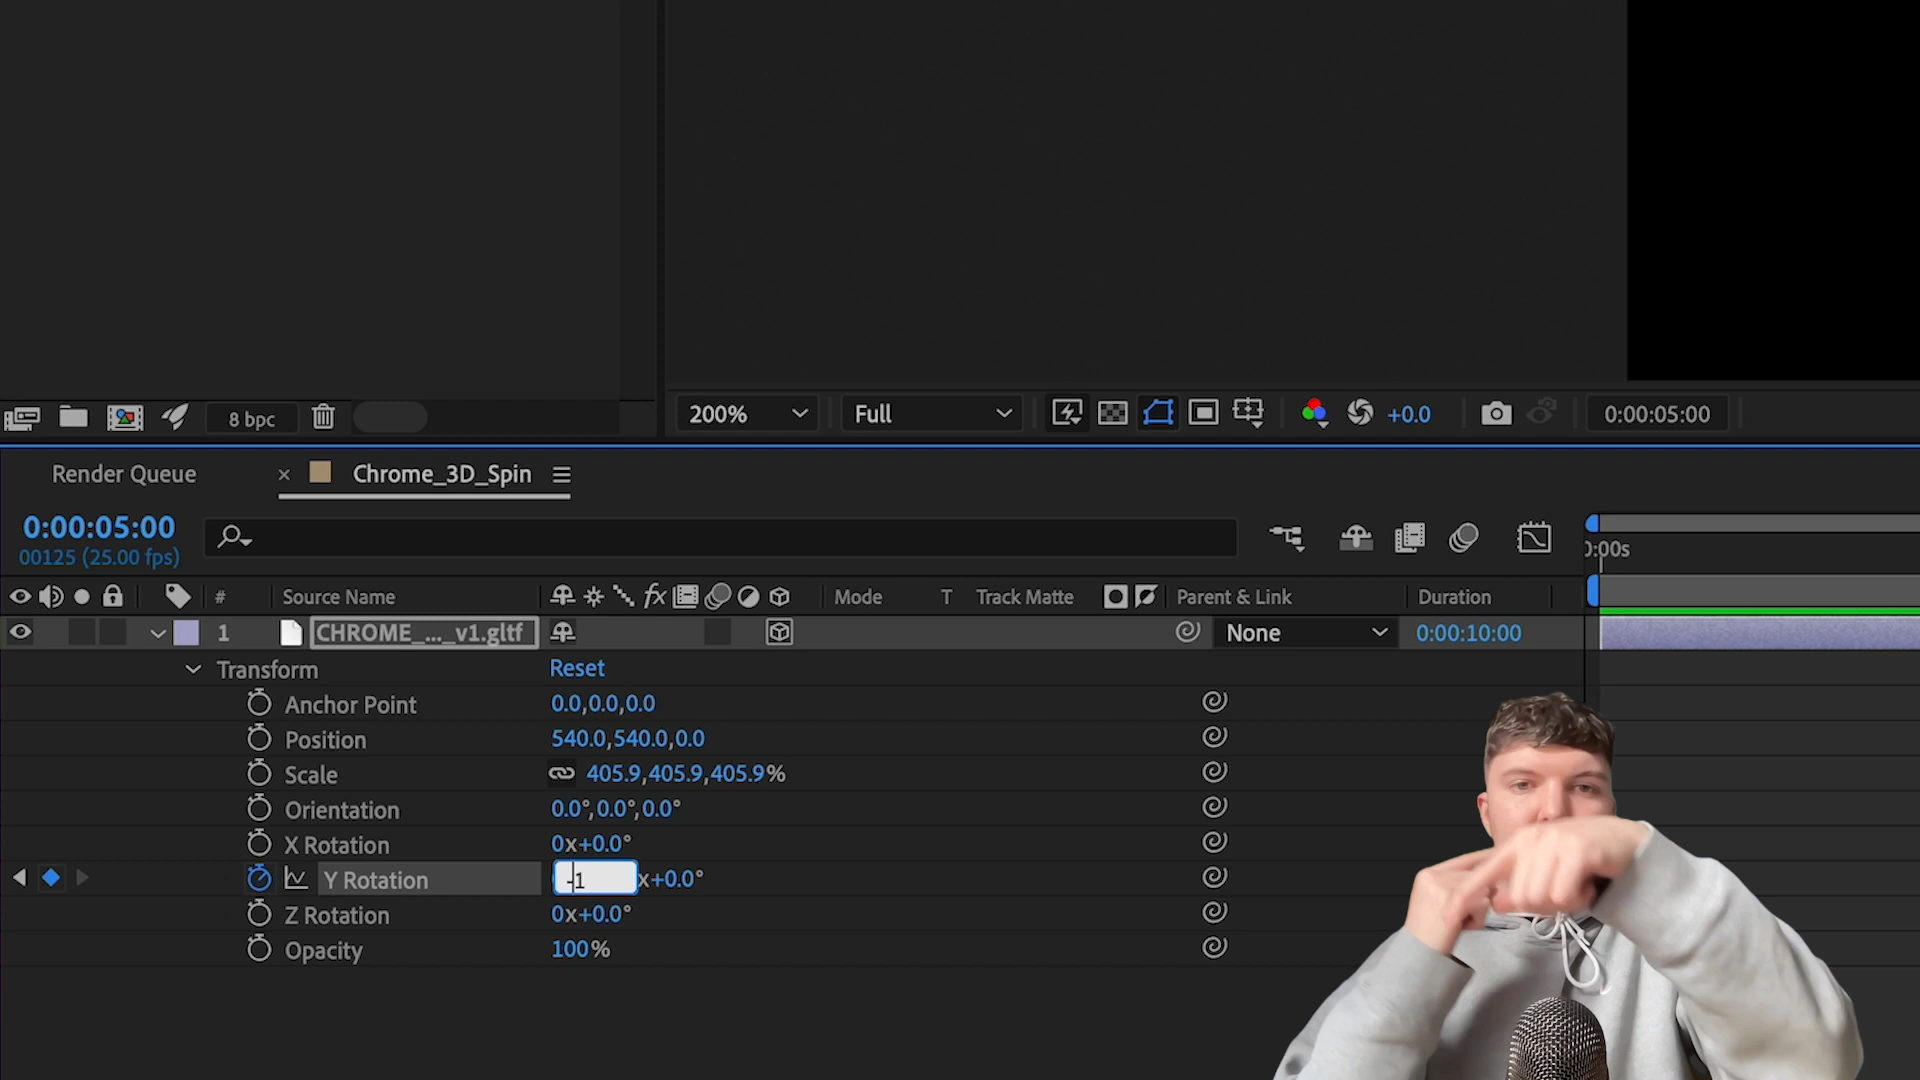 8 bpc
200%
Full
+0.0
0:00:05:00
Render Queue
× Chrome_3D_Spin
0:00:05:00
00125 (25.00 fps)
0:00s
# Source Name fx Mode T Track Matte Parent & Link Duration
1 CHROME_..._v1.gltf None 0:00:10:00
Transform Reset
Anchor Point 0.0,0.0,0.0
Position 540.0,540.0,0.0
Scale 405.9,405.9,405.9%
Orientation 0.0°,0.0°,0.0°
X Rotation 0x+0.0°
Y Rotation -1x+0.0°
Z Rotation 0x+0.0°
Opacity 100%